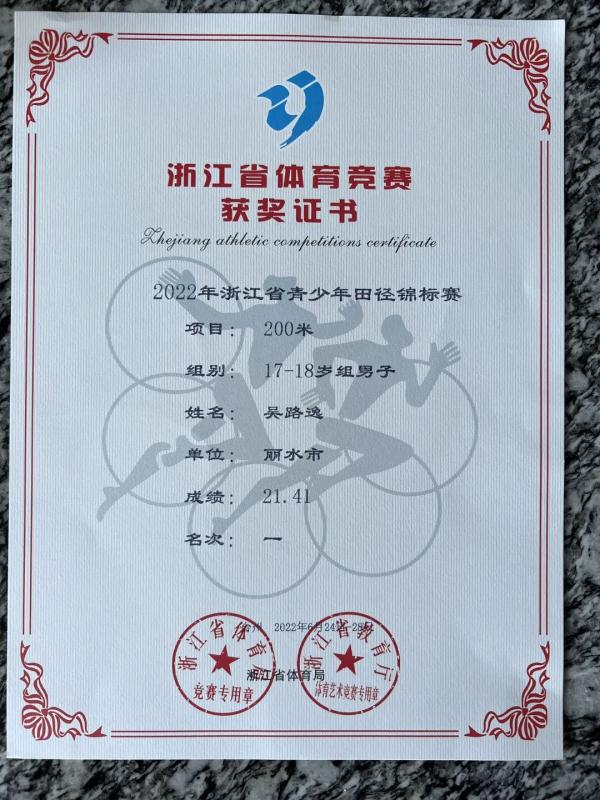 浙江省体育竞赛
获奖证书
Zhejiang athletic competitions certificate
2022年浙江省青少年田径锦标赛
项目： 200米
组别： 17-18岁组男子
姓名： 吴路逸
单位： 丽水市
成绩： 21.41
名次： 一
台州 2022年6月24日-28日
浙江省体育局
浙江省体育厅
竞赛专用章
浙江省教育厅
体育艺术竞赛专用章